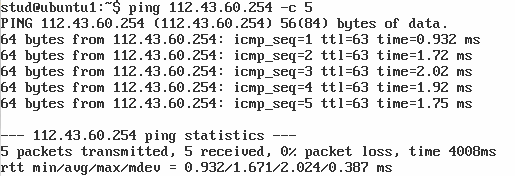 stud@ubuntu1:~$ ping 112.43.60.254 -c 5
PING 112.43.60.254 (112.43.60.254) 56(84) bytes of data.
64 bytes from 112.43.60.254: icmp_seq=1 ttl=63 time=0.932 ms
64 bytes from 112.43.60.254: icmp_seq=2 ttl=63 time=1.72 ms
64 bytes from 112.43.60.254: icmp_seq=3 ttl=63 time=2.02 ms
64 bytes from 112.43.60.254: icmp_seq=4 ttl=63 time=1.92 ms
64 bytes from 112.43.60.254: icmp_seq=5 ttl=63 time=1.75 ms
--- 112.43.60.254 ping statistics ---
5 packets transmitted, 5 received, 0% packet loss, time 4008ms
rtt min/avg/max/mdev = 0.932/1.671/2.024/0.387 ms